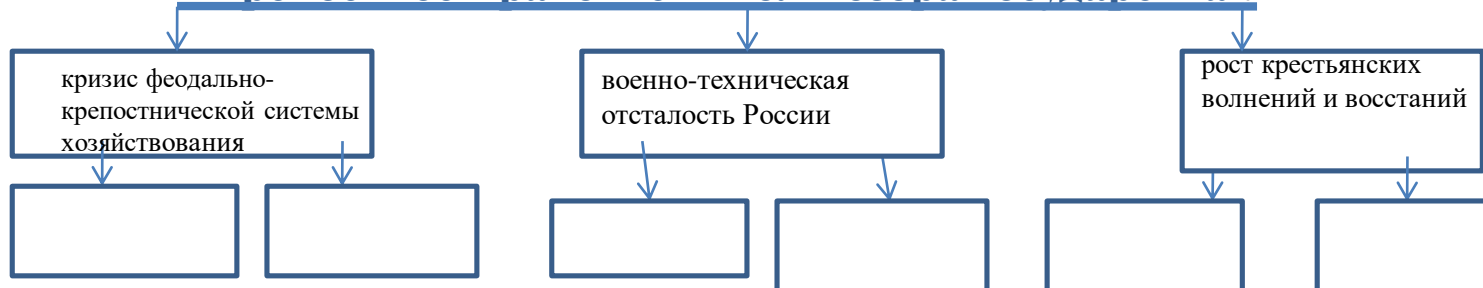 кризис феодально-
крепостнической системы
хозяйствования
военно-техническая
отсталость России
рост крестьянских
волнений и восстаний